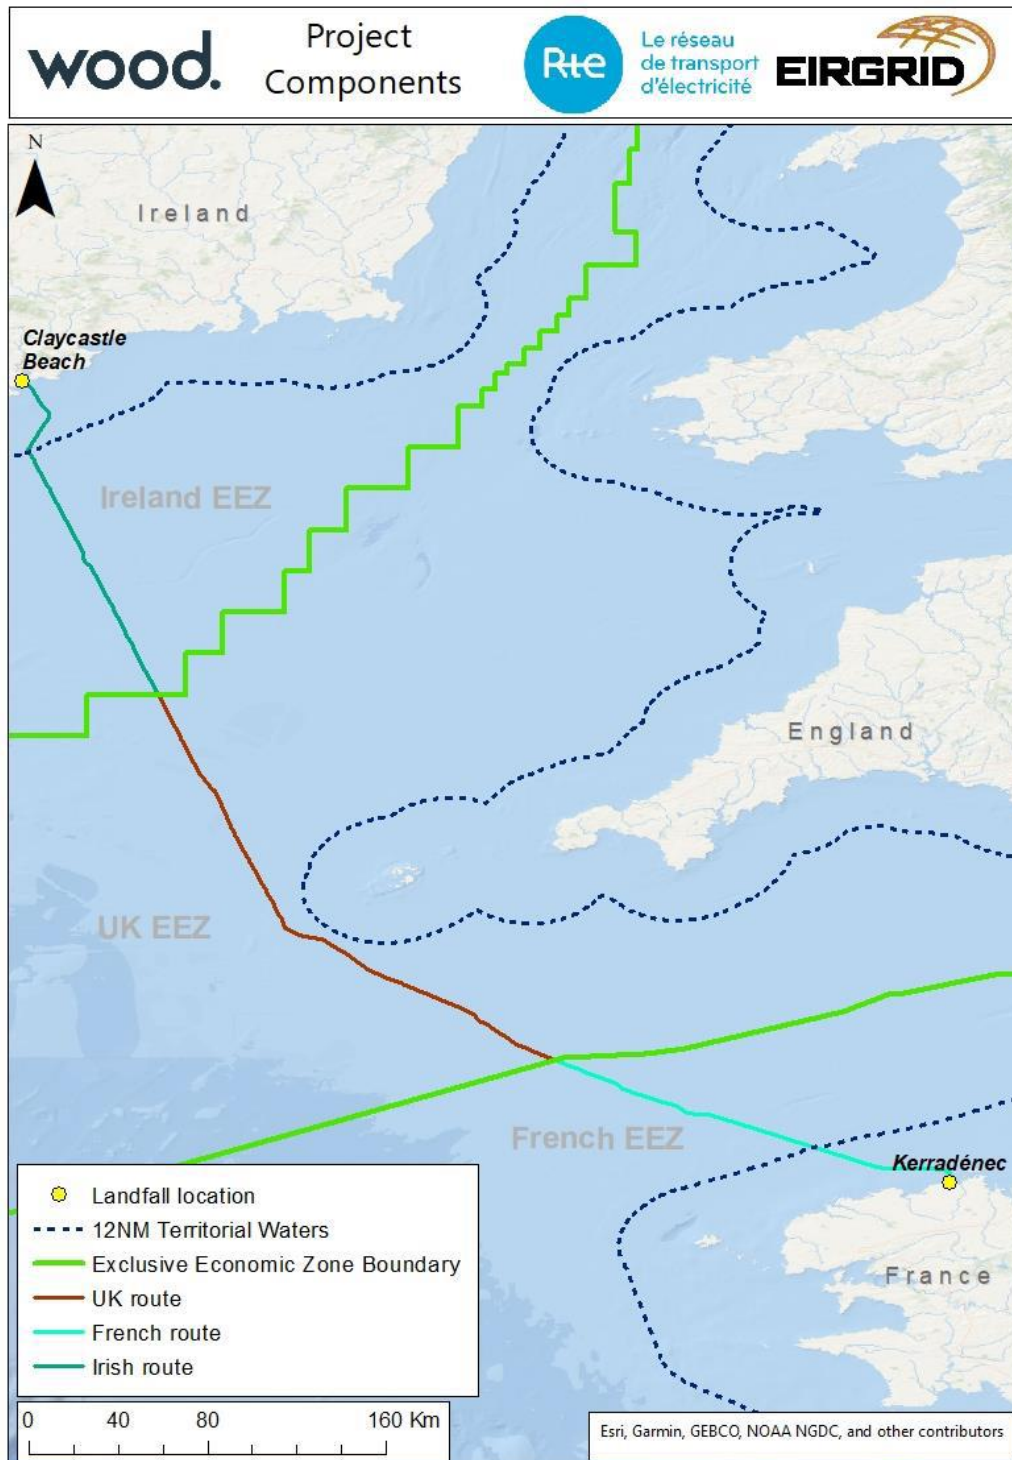 wood.
Project
Components
Rte
Le réseau
de transport
d'électricité
EIRGRID
N
Ireland
Claycastle
Beach
Ireland EEZ
England
UK EEZ
French EEZ
Kerradénec
France
Landfall location
12NM Territorial Waters
Exclusive Economic Zone Boundary
UK route
French route
Irish route
0 40 80 160 Km
Esri, Garmin, GEBCO, NOAA NGDC, and other contributors